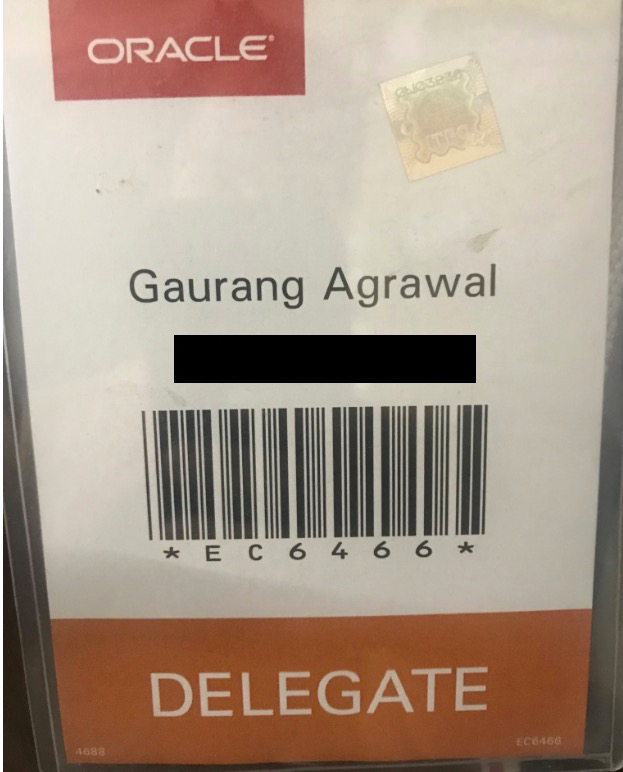 ORACLE®
Gaurang Agrawal
*EC6466*
DELEGATE
4688
EC6466